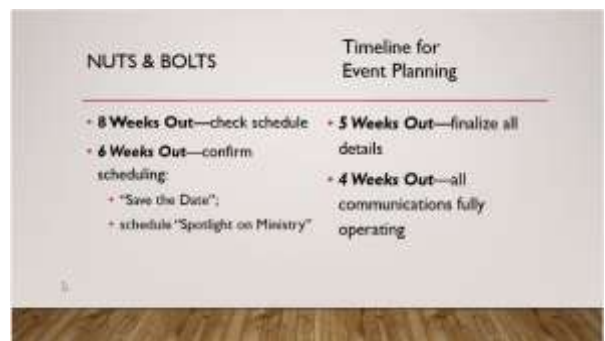 NUTS & BOLTS
Timeline for
Event Planning
• 8 Weeks Out—check schedule
• 6 Weeks Out—confirm
scheduling:
• "Save the Date";
• schedule "Spotlight on Ministry"
• 5 Weeks Out—finalize all
details
• 4 Weeks Out—all
communications fully
operating